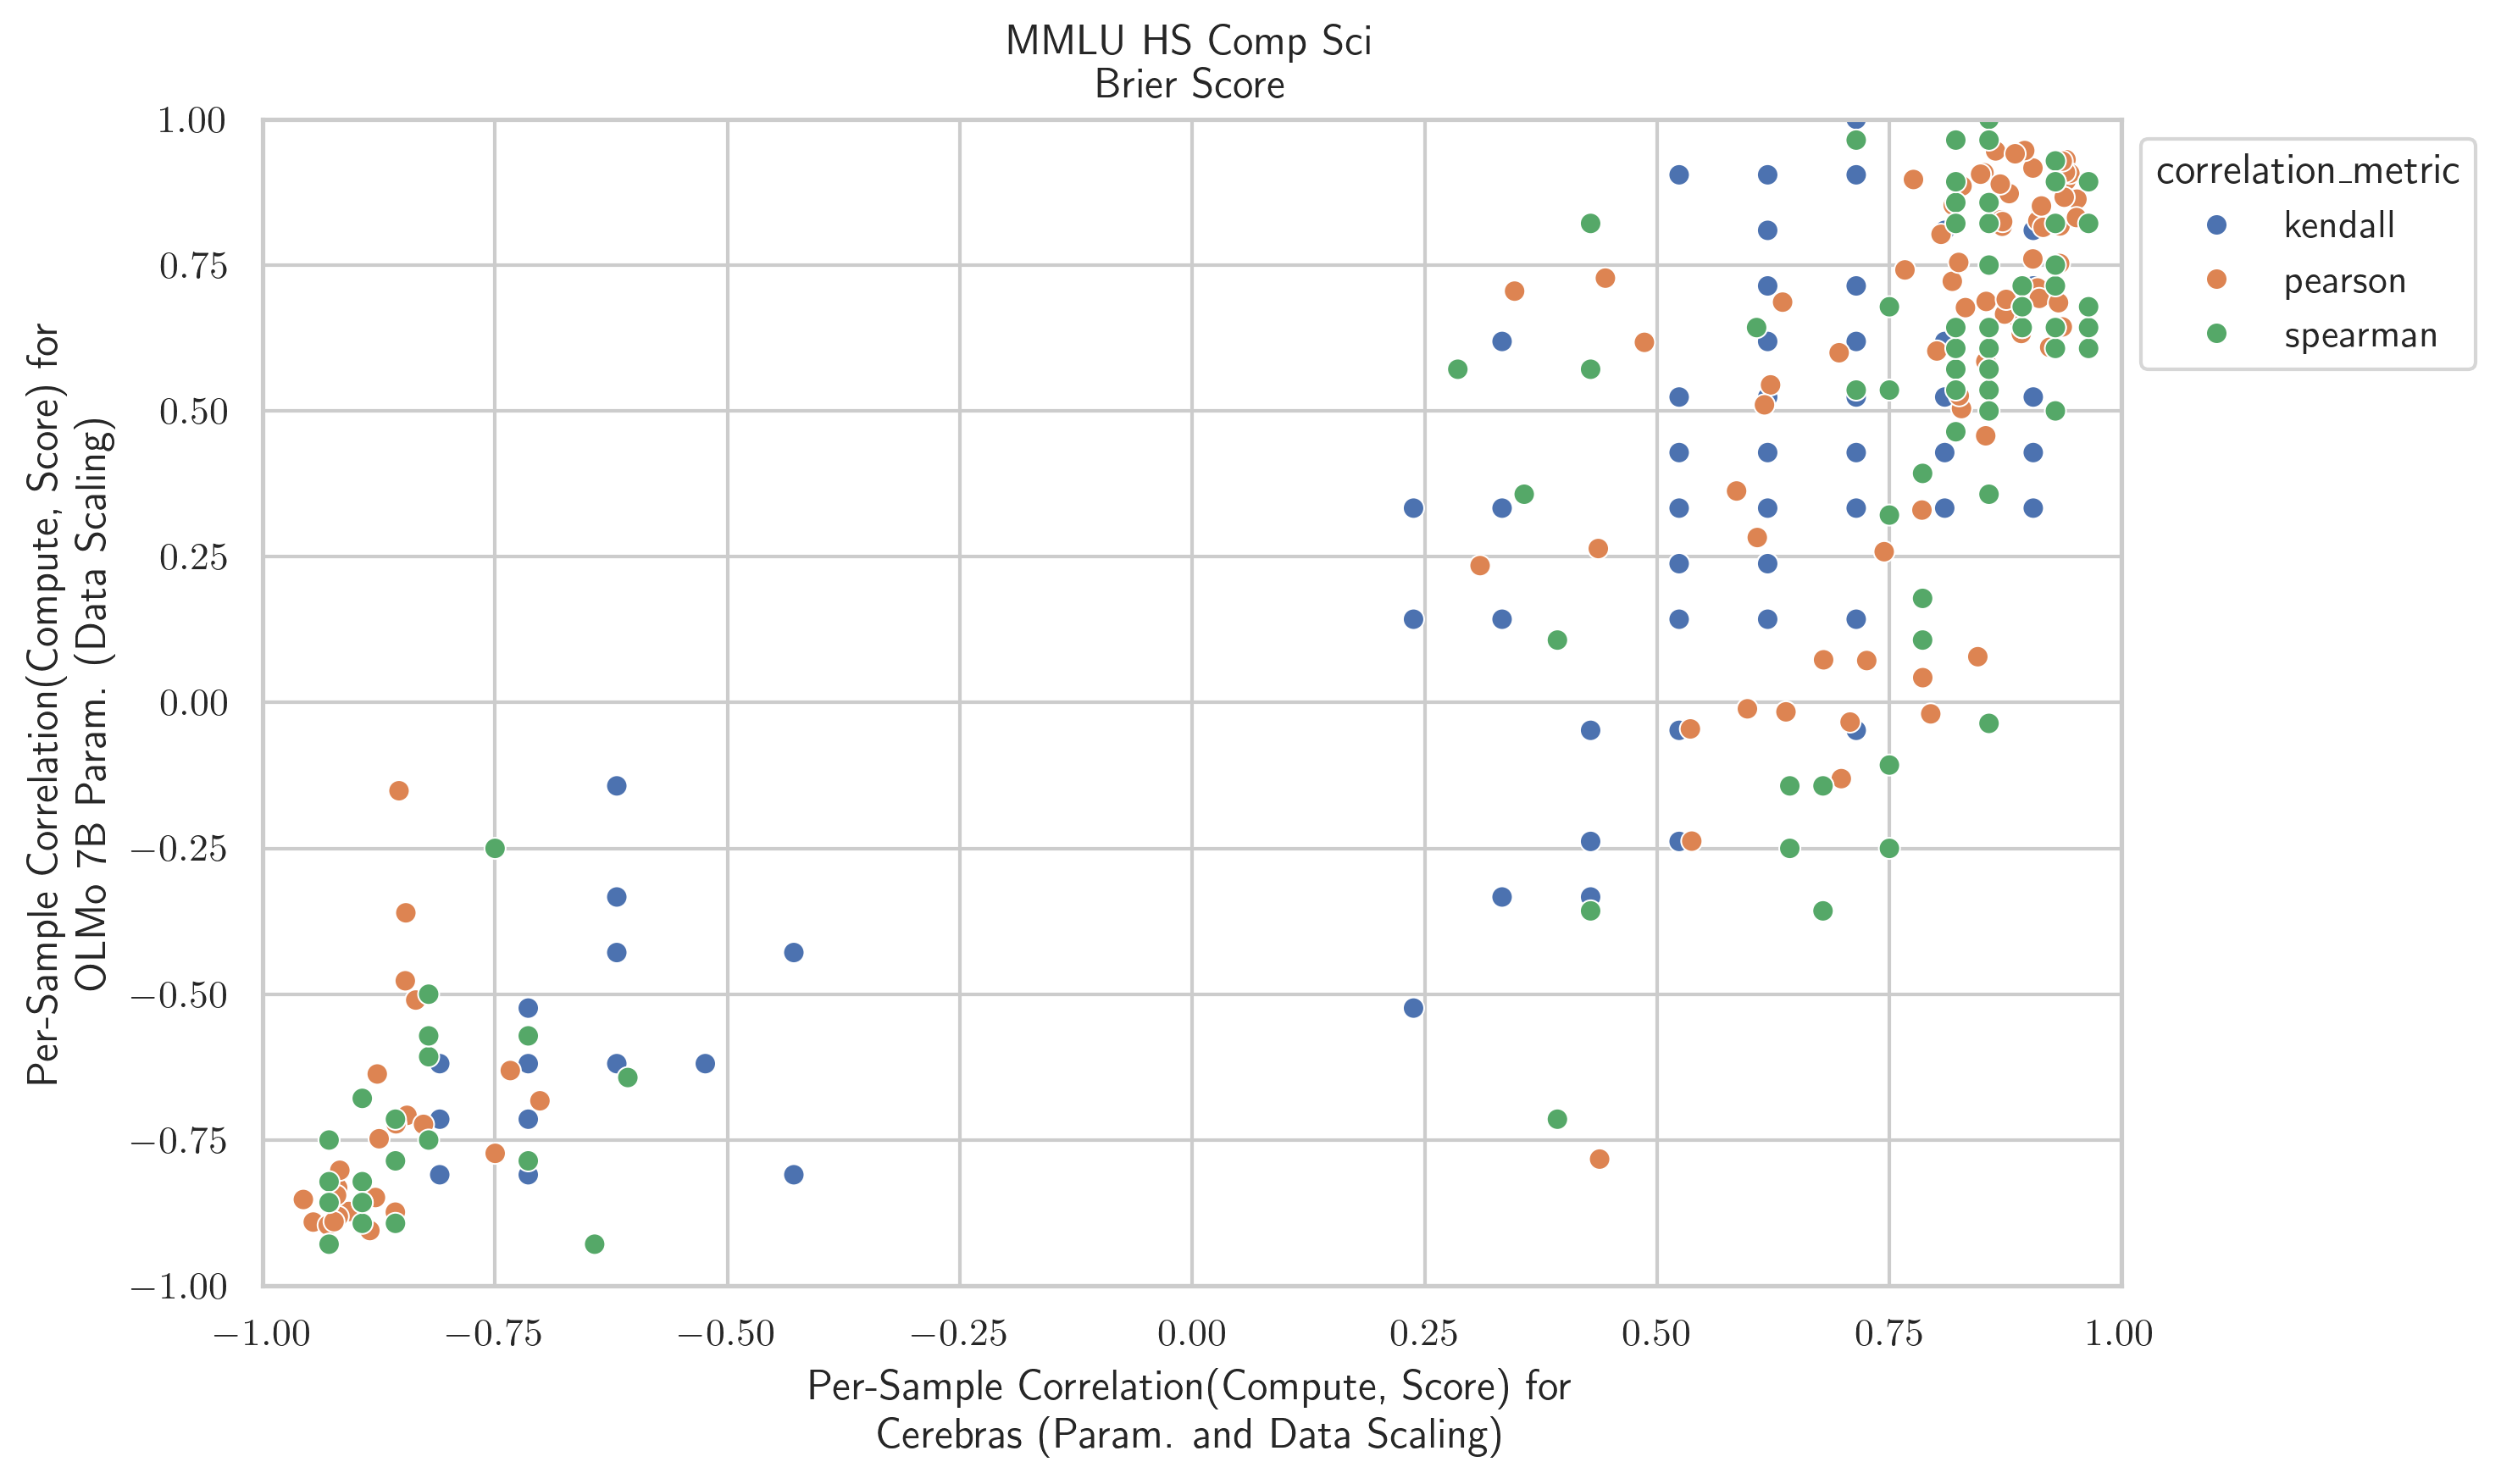 MMLU HS Comp Sci
Brier Score
1.00
0.75
0.50
0.25
0.00
−0.25
−0.50
−0.75
−1.00
Per-Sample Correlation(Compute, Score) for
OLMo 7B Param. (Data Scaling)
correlation_metric
kendall
pearson
spearman
−1.00 −0.75 −0.50 −0.25 0.00 0.25 0.50 0.75 1.00
Per-Sample Correlation(Compute, Score) for
Cerebras (Param. and Data Scaling)